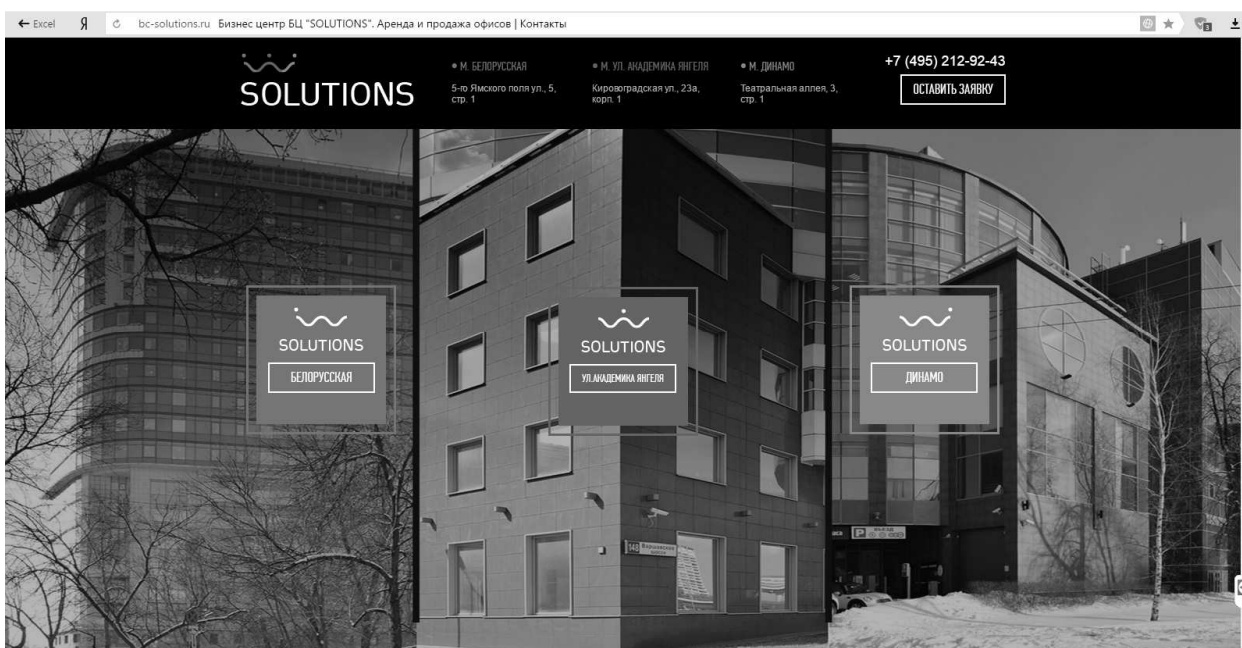 ← Excel
Я
bc-solutions.ru Бизнес центр БЦ "SOLUTIONS". Аренда и продажа офисов | Контакты
3
SOLUTIONS
М. БЕЛОРУССКАЯ
5-го Ямского поля ул., 5,
стр. 1
М. УЛ. АКАДЕМИКА ЯНГЕЛЯ
Кировоградская ул., 23а,
корп. 1
М. ДИНАМО
Театральная аллея, 3,
стр. 1
+7 (495) 212-92-43
ОСТАВИТЬ ЗАЯВКУ
SOLUTIONS
БЕЛОРУССКАЯ
SOLUTIONS
УЛ.АКАДЕМИКА ЯНГЕЛЯ
SOLUTIONS
ДИНАМО
P
Варшавское